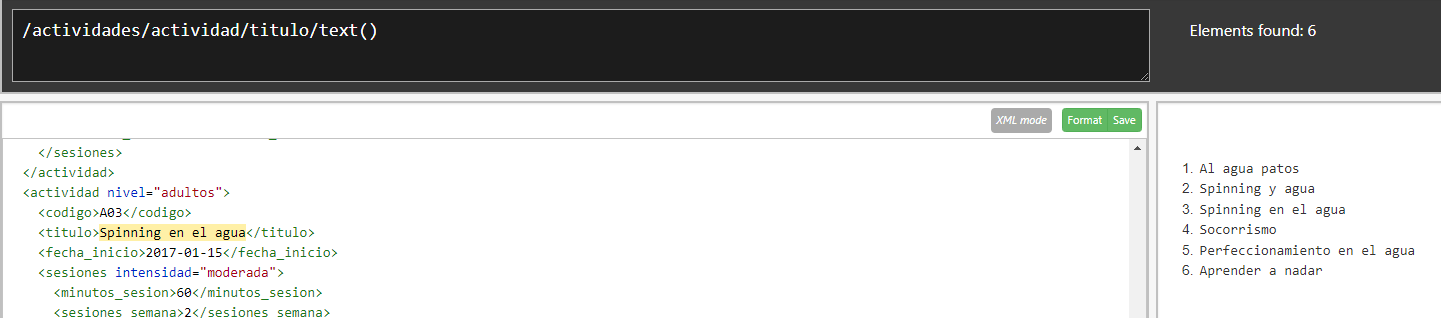 /actividades/actividad/titulo/text()
Elements found: 6
XML mode
Format
Save
</sesiones>
</actividad>
<actividad nivel="adultos">
<codigo>A03</codigo>
<titulo>Spinning en el agua</titulo>
<fecha_inicio>2017-01-15</fecha_inicio>
<sesiones intensidad="moderada">
<minutos_sesion>60</minutos_sesion>
<sesiones_semana>2</sesiones_semana>
1. Al agua patos
2. Spinning y agua
3. Spinning en el agua
4. Socorrismo
5. Perfeccionamiento en el agua
6. Aprender a nadar